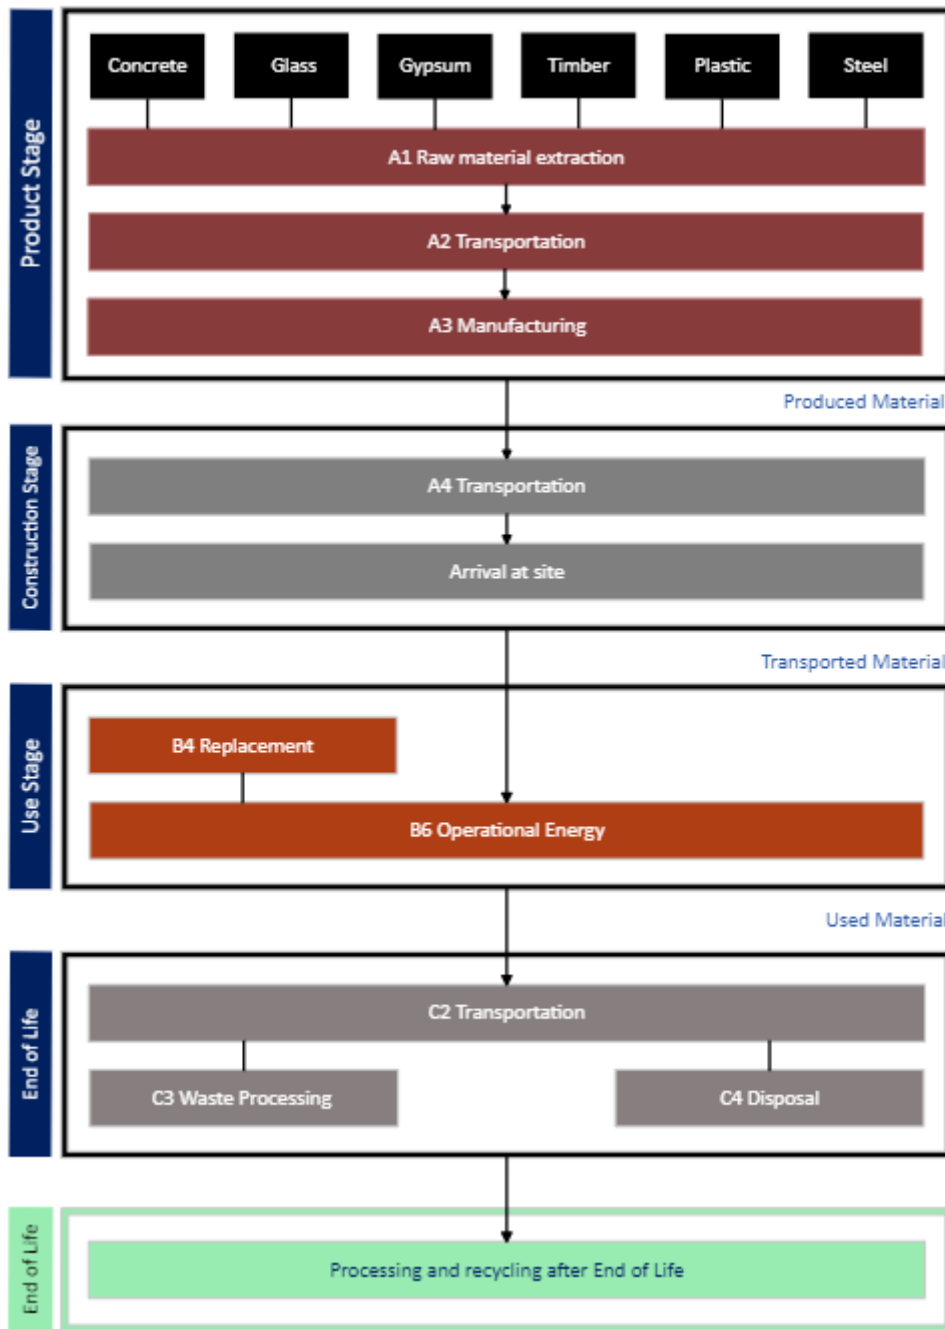 Product Stage
Concrete
Glass
Gypsum
Timber
Plastic
Steel
A1 Raw material extraction
A2 Transportation
A3 Manufacturing
Produced Material
Construction Stage
A4 Transportation
Arrival at site
Transported Material
Use Stage
B4 Replacement
B6 Operational Energy
Used Material
End of Life
C2 Transportation
C3 Waste Processing
C4 Disposal
End of Life
Processing and recycling after End of Life